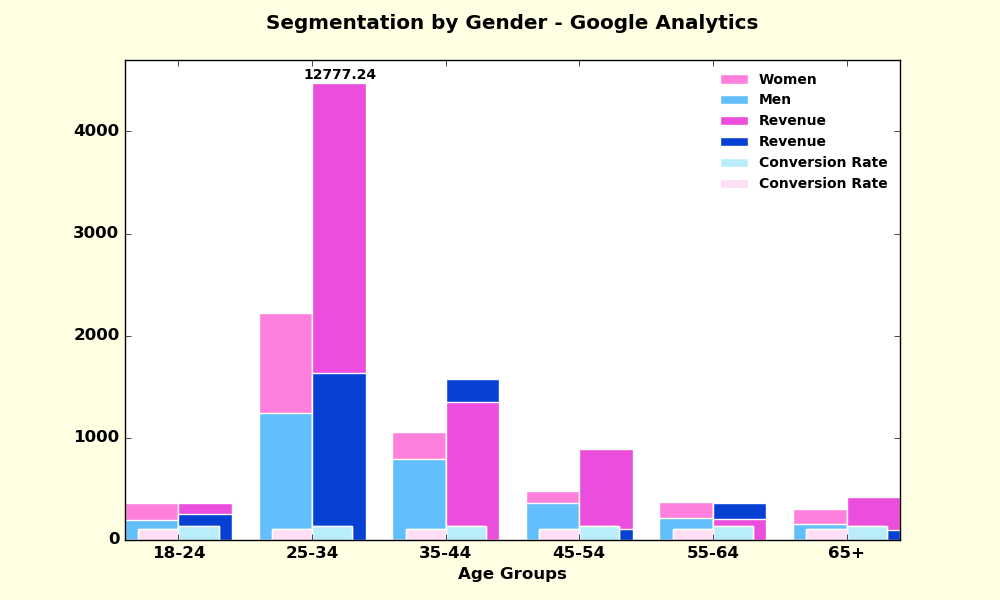 Segmentation by Gender - Google Analytics
12777.24
Women
Men
Revenue
Revenue
Conversion Rate
Conversion Rate
4000
3000
2000
1000
0
18-24 25-34 35-44 45-54 55-64 65+
Age Groups